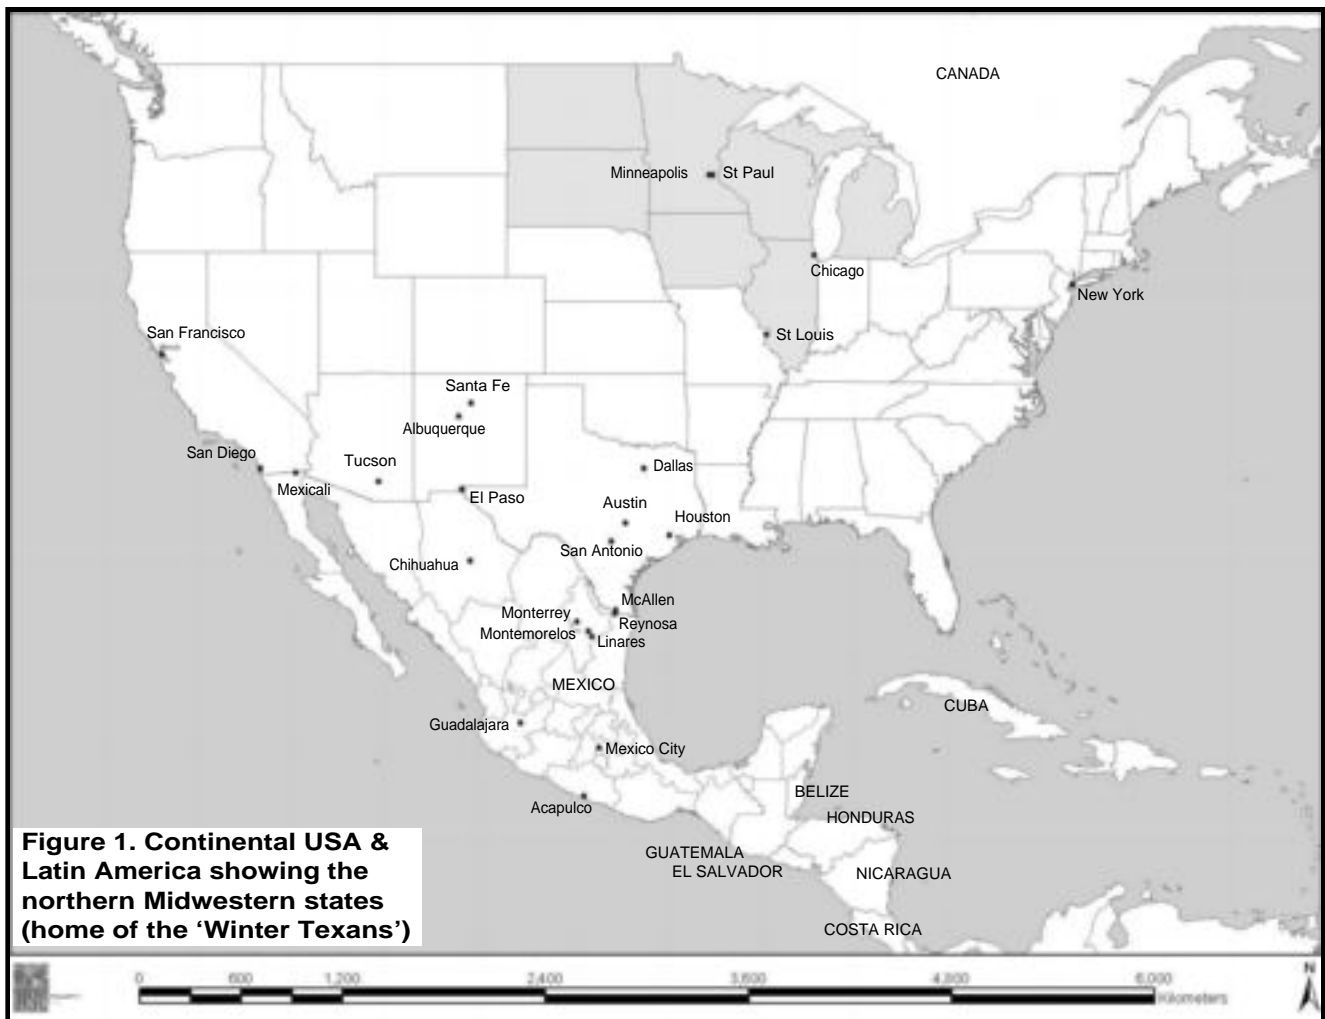 CANADA
Minneapolis
St Paul
Chicago
New York
St Louis
San Francisco
Santa Fe
Albuquerque
San Diego
Tucson
Mexicali
Dallas
El Paso
Austin
Houston
San Antonio
Chihuahua
McAllen
Monterrey
Reynosa
Montemorelos
Linares
MEXICO
CUBA
Guadalajara
Mexico City
BELIZE
Acapulco
HONDURAS
GUATEMALA
EL SALVADOR
NICARAGUA
COSTA RICA
Figure 1. Continental USA &
Latin America showing the
northern Midwestern states
(home of the ‘Winter Texans’)
0 600 1,200 2,400 3,600 4,800 6,000
Kilometers
N